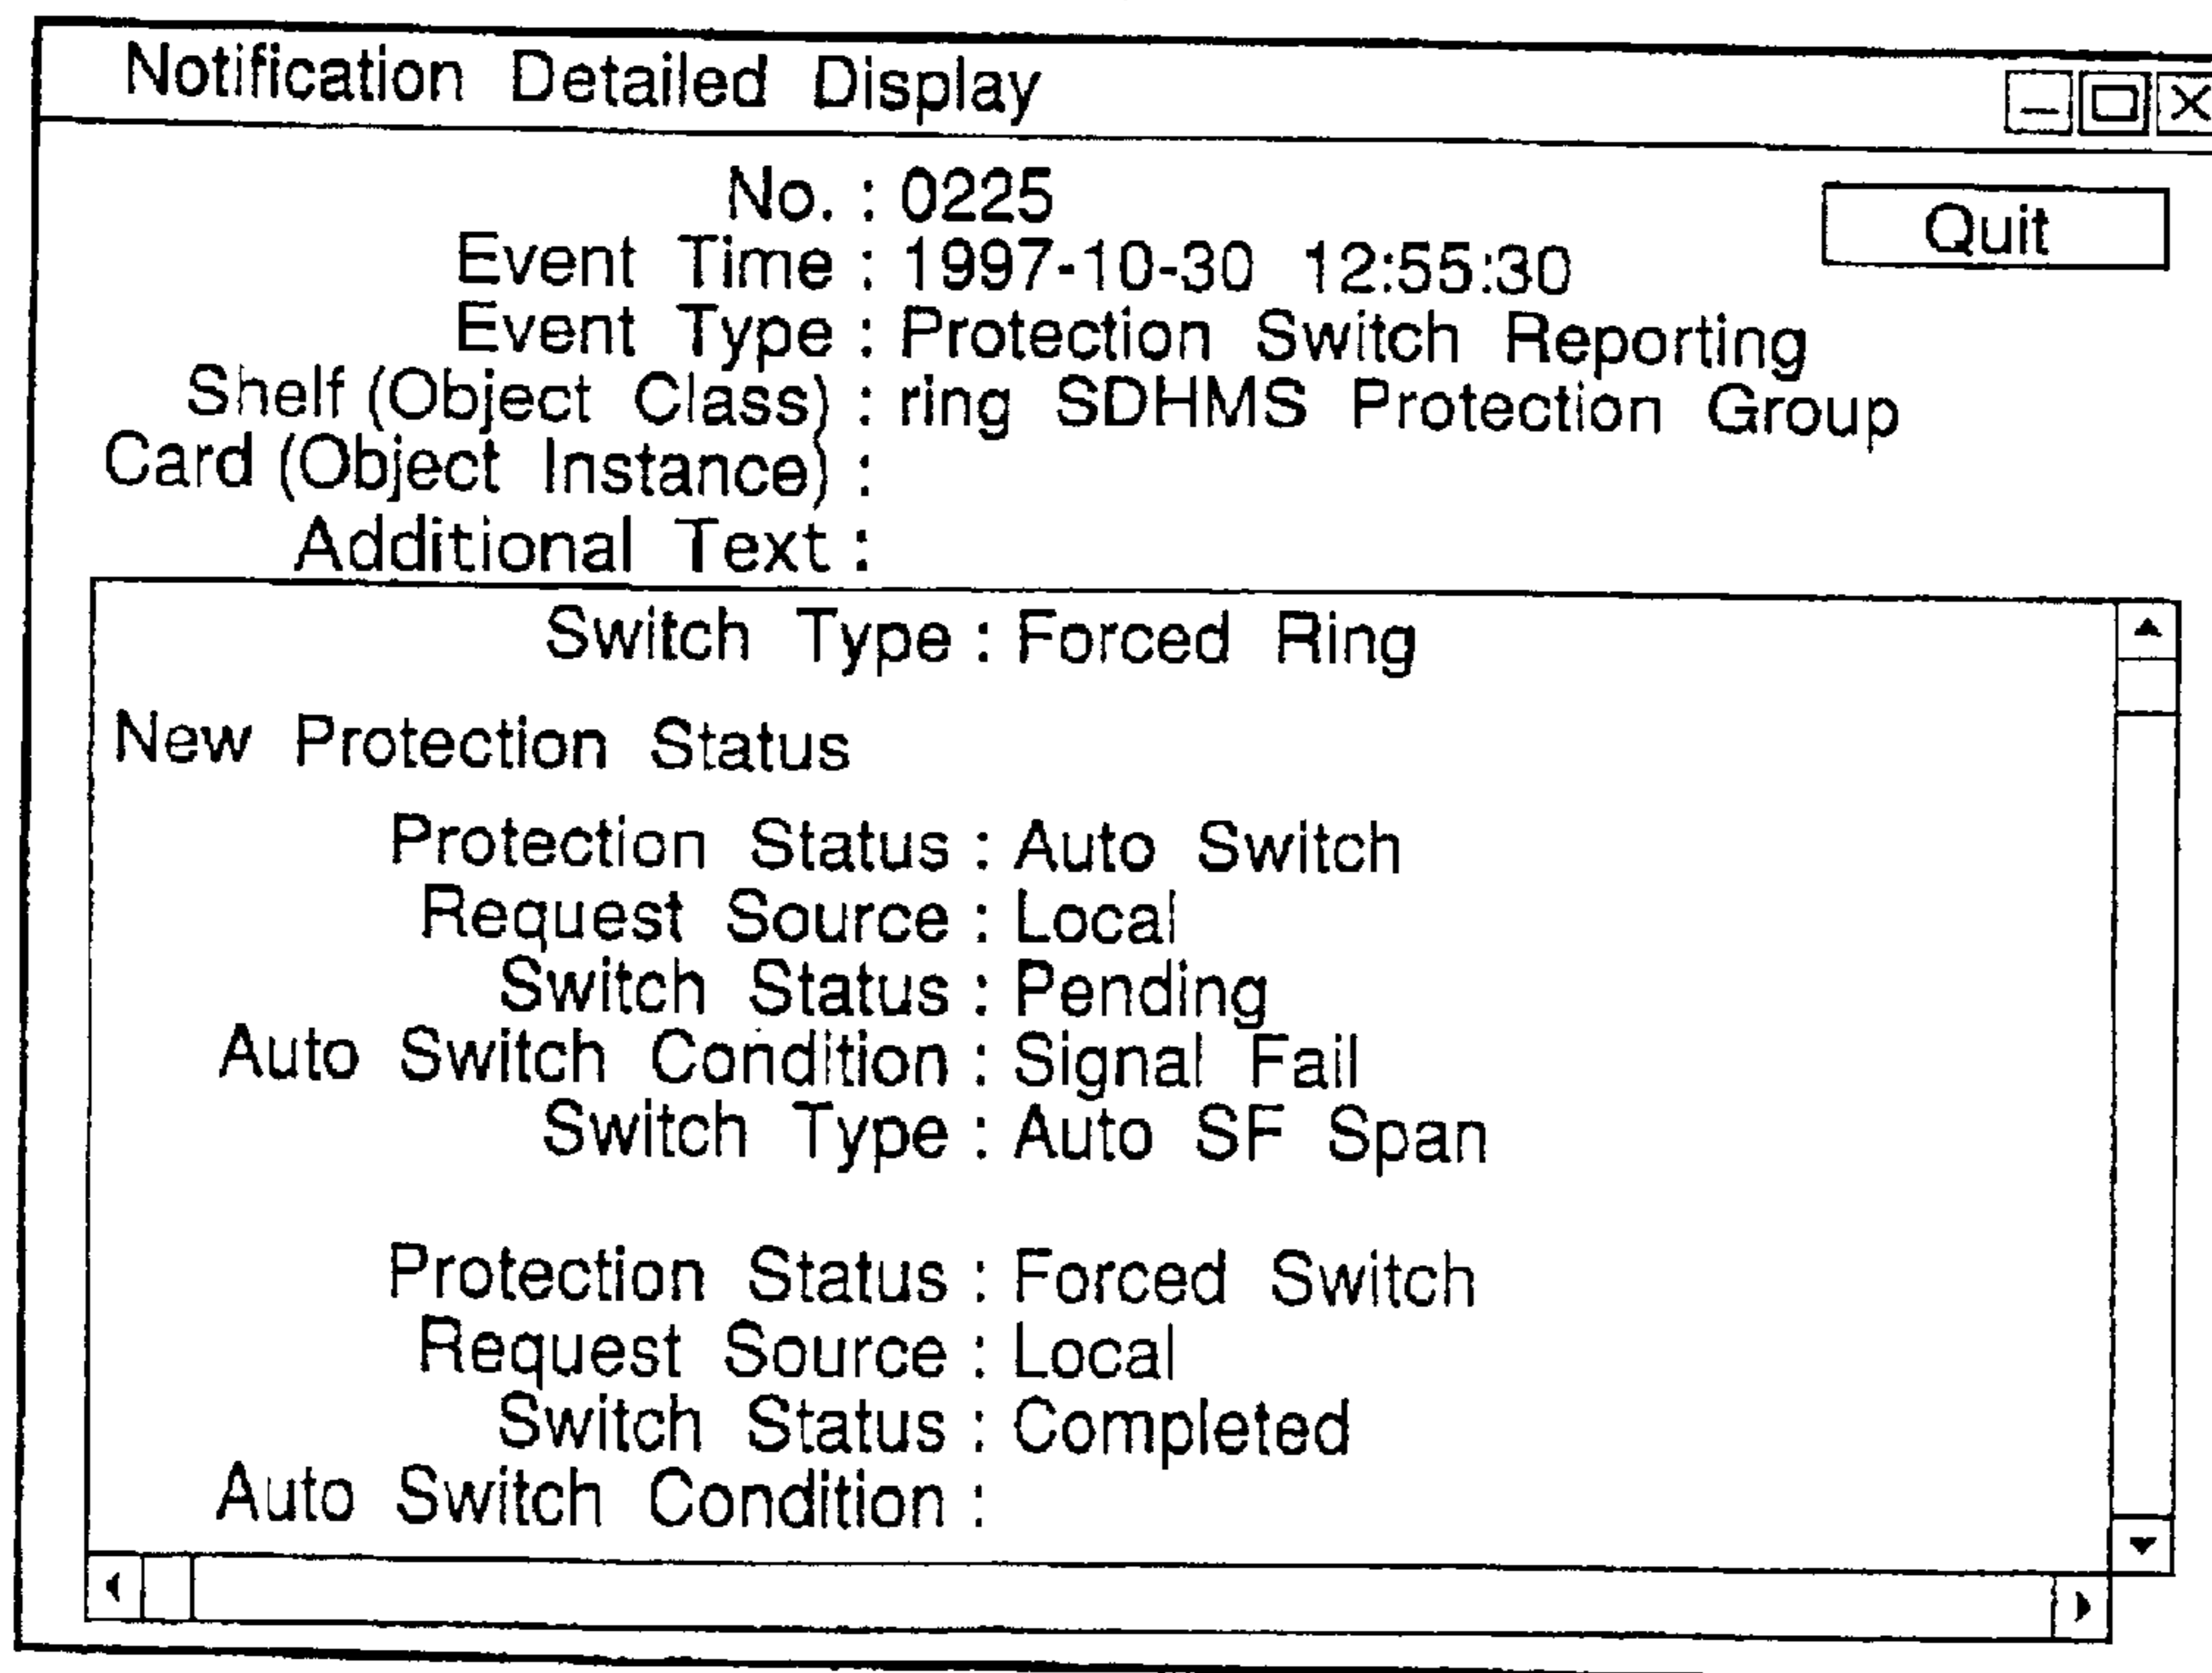 Notification Detailed Display
No. : 0225
Quit
Event Time : 1997-10-30 12:55:30
Event Type : Protection Switch Reporting
Shelf (Object Class) : ring SDHMS Protection Group
Card (Object Instance) :
Additional Text :
Switch Type : Forced Ring
New Protection Status
Protection Status : Auto Switch
Request Source : Local
Switch Status : Pending
Auto Switch Condition : Signal Fail
Switch Type : Auto SF Span
Protection Status : Forced Switch
Request Source : Local
Switch Status : Completed
Auto Switch Condition :